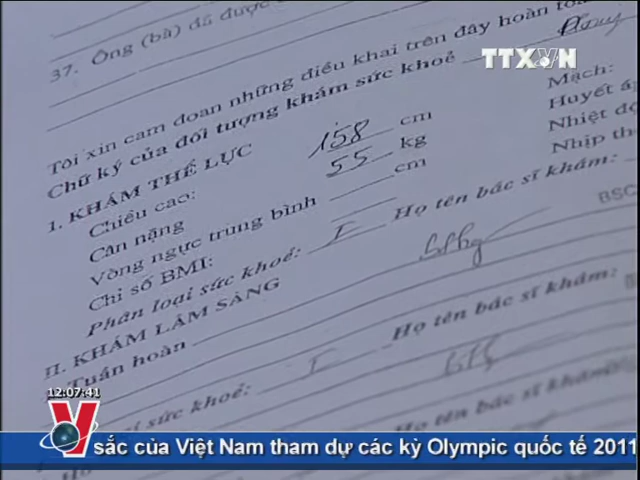 37. Ông (bà) đã được
Tôi xin cam đoan những điều khai trên đây hoàn toà
Chữ ký của đối tượng khám sức khoẻ
TTXVN
I. KHÁM THỂ LỰC
Chiều cao: 158 cm
Mạch:
Cân nặng 55 kg
Huyết á
Vòng ngực trung bình cm
Nhiệt đ
Chỉ số BMI:
Nhịp th
Phân loại sức khoẻ: I Họ tên bác sĩ khám:
BSC
II. KHÁM LÂM SÀNG
Tuần hoàn
sức khoẻ: I Họ tên bác sĩ khám:
Họ tên bác sĩ khám
12:07:41
V
sắc của Việt Nam tham dự các kỳ Olympic quốc tế 2011